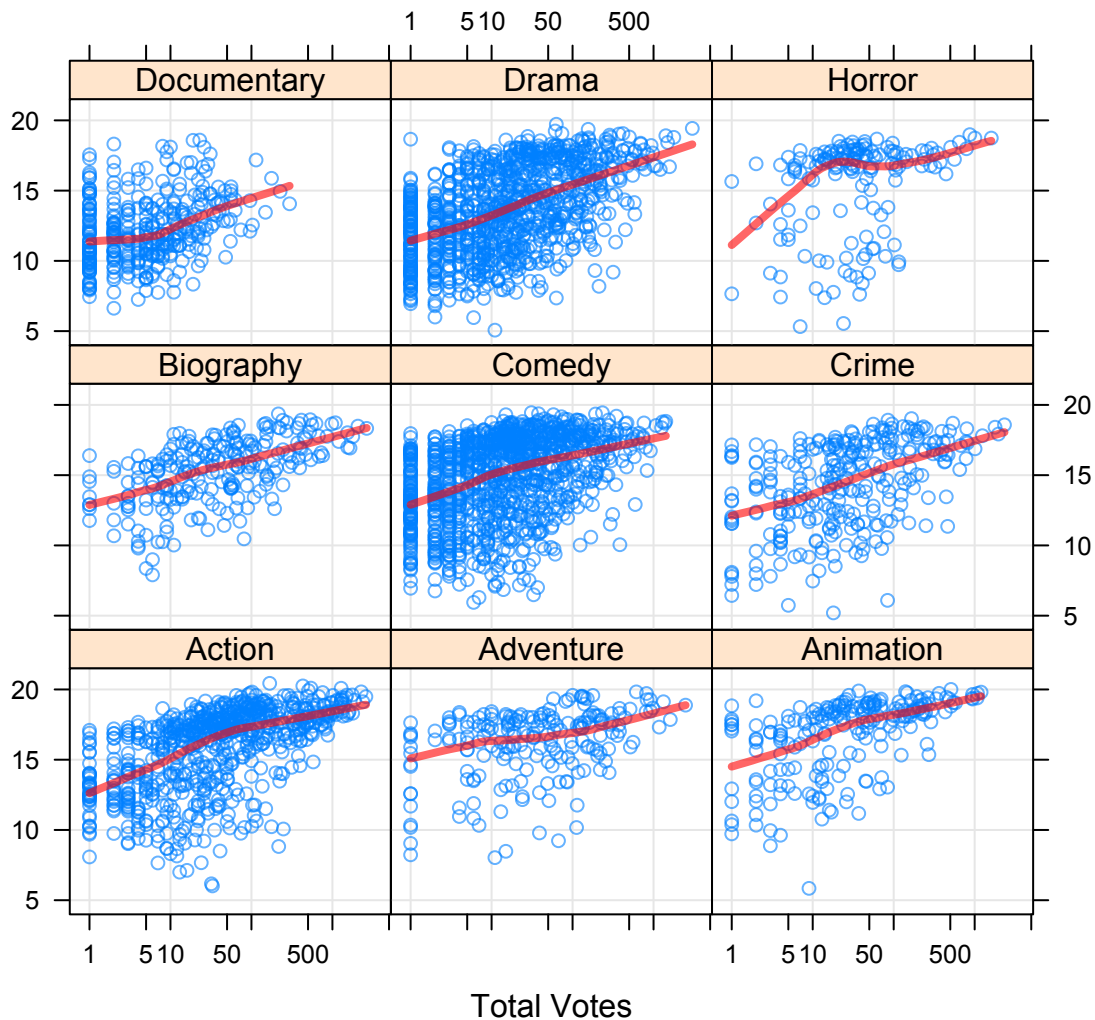 1 5 10 50 500
Documentary Drama Horror
20
15
10
5
Biography Comedy Crime
20
15
10
5
Action Adventure Animation
20
15
10
5
1 5 10 50 500 1 5 10 50 500
Total Votes